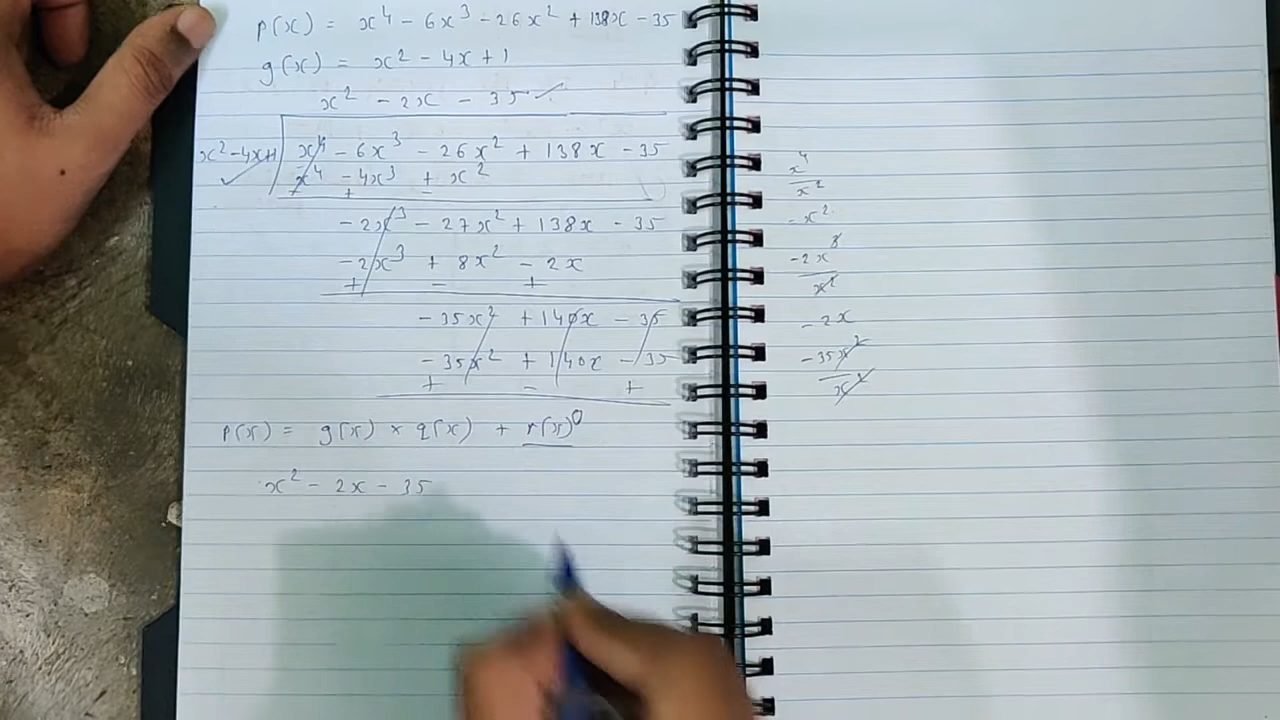 p(x) = x⁴ - 6x³ - 26x² + 138x - 35
g(x) = x² - 4x + 1
x² - 2x - 35 ✓
x²-4x+1 x⁴ - 6x³ - 26x² + 138x - 35
✓ x⁴ - 4x³ + x²
- + -
- 2x³ - 27x² + 138x - 35
- 2x³ + 8x² - 2x
+ - +
- 35x² + 140x - 35
- 35x² + 140x - 35
+ - +
p(x) = g(x) × q(x) + r(x) 0
x² - 2x - 35
x⁴
x²
- x²
- 2x³
x²
- 2x
- 35x²
x²